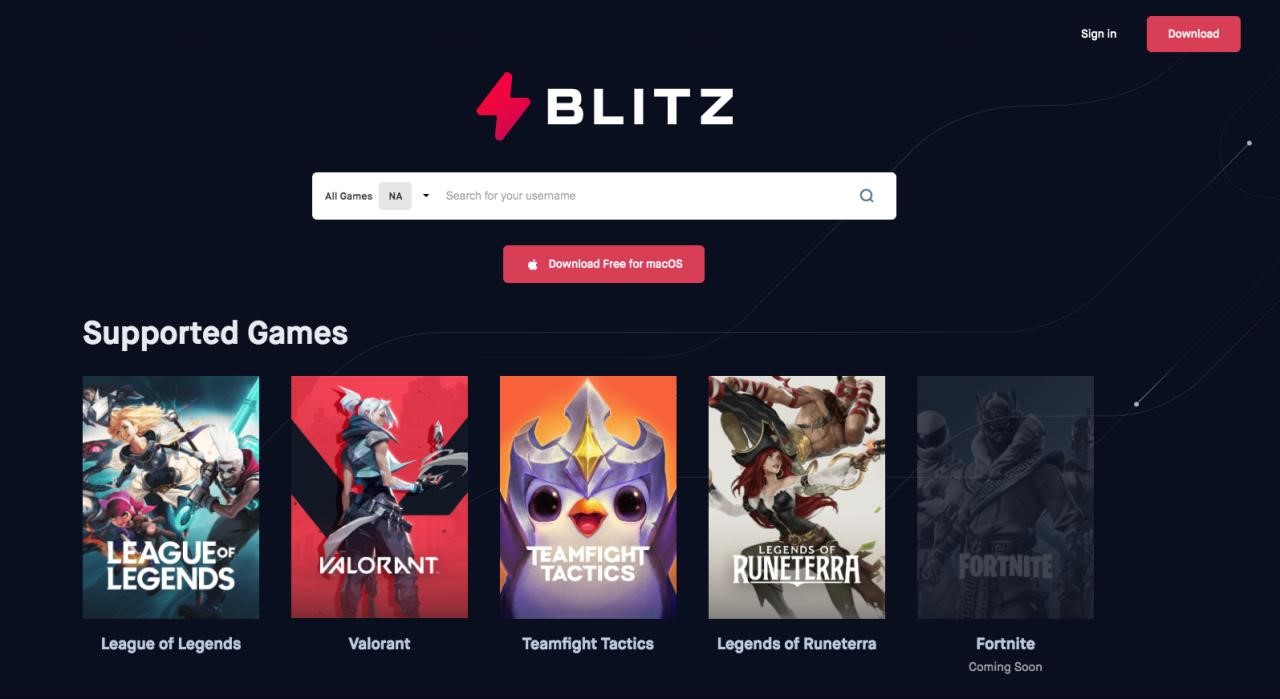 Sign in
Download
BLITZ
All Games NA Search for your username
Download Free for macOS
Supported Games
LEAGUE OF
LEGENDS
VALORANT
TEAMFIGHT
TACTICS
LEGENDS OF
RUNETERRA
FORTNITE
League of Legends
Valorant
Teamfight Tactics
Legends of Runeterra
Fortnite
Coming Soon